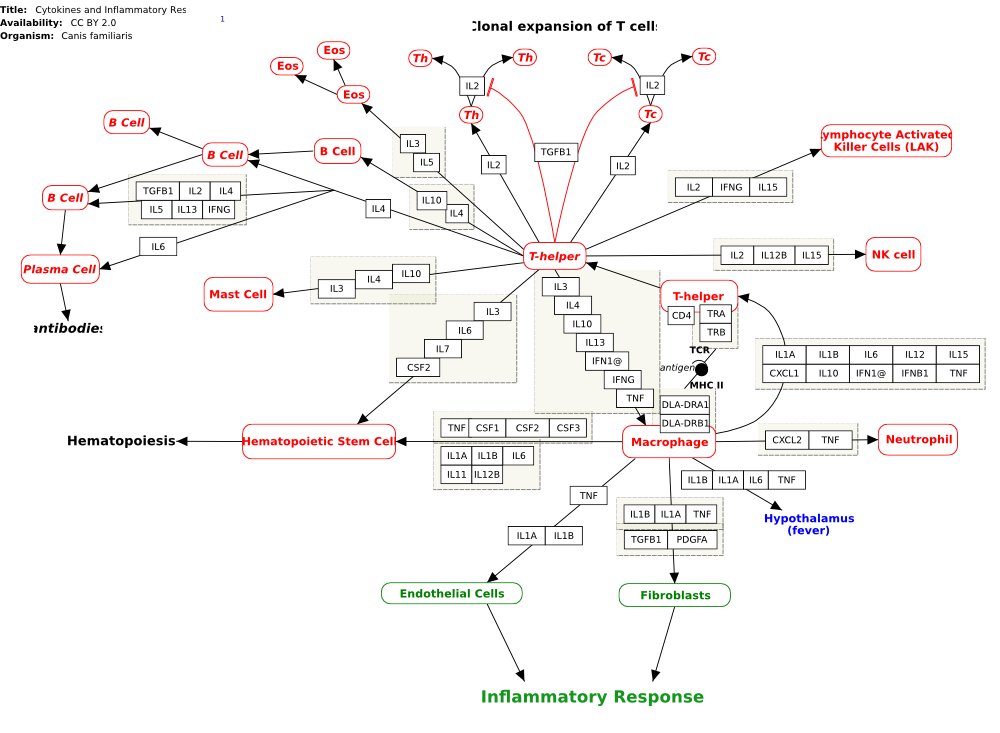 Title: Cytokines and Inflammatory Res
Availability: CC BY 2.0
Organism: Canis familiaris
1
Clonal expansion of T cells
Eos
Eos
Eos
Th
Th
IL2
Th
Tc
Tc
IL2
Tc
B Cell
B Cell
B Cell
B Cell
IL3
IL5
IL2
TGFB1
IL2
Lymphocyte Activated
Killer Cells (LAK)
TGFB1 IL2 IL4
IL5 IL13 IFNG
IL10
IL4
IL4
IL2 IFNG IL15
IL6
Plasma Cell
T-helper
IL2 IL12B IL15
NK cell
antibodies
Mast Cell
IL3
IL4
IL10
IL3
IL6
IL7
CSF2
IL3
IL4
IL10
IL13
IFN1@
IFNG
TNF
T-helper
CD4
TRA
TRB
TCR
antigen
MHC II
DLA-DRA1
DLA-DRB1
IL1A IL1B IL6 IL12 IL15
CXCL1 IL10 IFN1@ IFNB1 TNF
Hematopoiesis
Hematopoietic Stem Cell
TNF CSF1 CSF2 CSF3
IL1A IL1B IL6
IL11 IL12B
Macrophage
CXCL2 TNF
Neutrophil
IL1B IL1A IL6 TNF
Hypothalamus
(fever)
TNF
IL1A IL1B
IL1B IL1A TNF
TGFB1 PDGFA
Endothelial Cells
Fibroblasts
Inflammatory Response